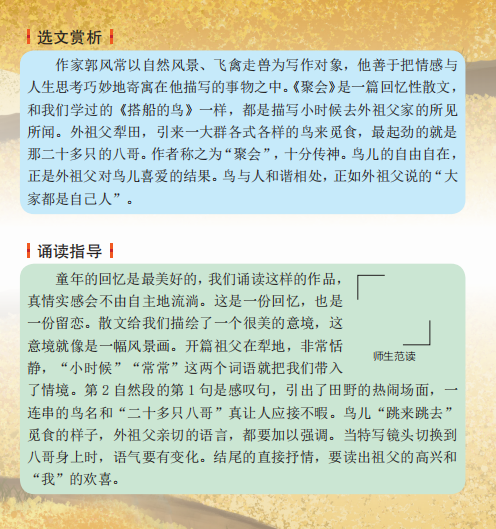 选文赏析
作家郭风常以自然风景、飞禽走兽为写作对象，他善于把情感与
人生思考巧妙地寄寓在他描写的事物之中。《聚会》是一篇回忆性散文，
和我们学过的《搭船的鸟》一样，都是描写小时候去外祖父家的所见
所闻。外祖父犁田，引来一大群各式各样的鸟来觅食，最起劲的就是
那二十多只的八哥。作者称之为“聚会”，十分传神。鸟儿的自由自在，
正是外祖父对鸟儿喜爱的结果。鸟与人和谐相处，正如外祖父说的“大
家都是自己人”。
诵读指导
童年的回忆是最美好的，我们诵读这样的作品，
真情实感会不由自主地流淌。这是一份回忆，也是
一份留恋。散文给我们描绘了一个很美的意境，这
意境就像是一幅风景画。开篇祖父在犁地，非常恬
静，“小时候”“常常”这两个词语就把我们带入
了情境。第 2 自然段的第 1 句是感叹句，引出了田野的热闹场面，一
连串的鸟名和“二十多只八哥”真让人应接不暇。鸟儿“跳来跳去”
觅食的样子，外祖父亲切的语言，都要加以强调。当特写镜头切换到
八哥身上时，语气要有变化。结尾的直接抒情，要读出祖父的高兴和
“我”的欢喜。
师生范读